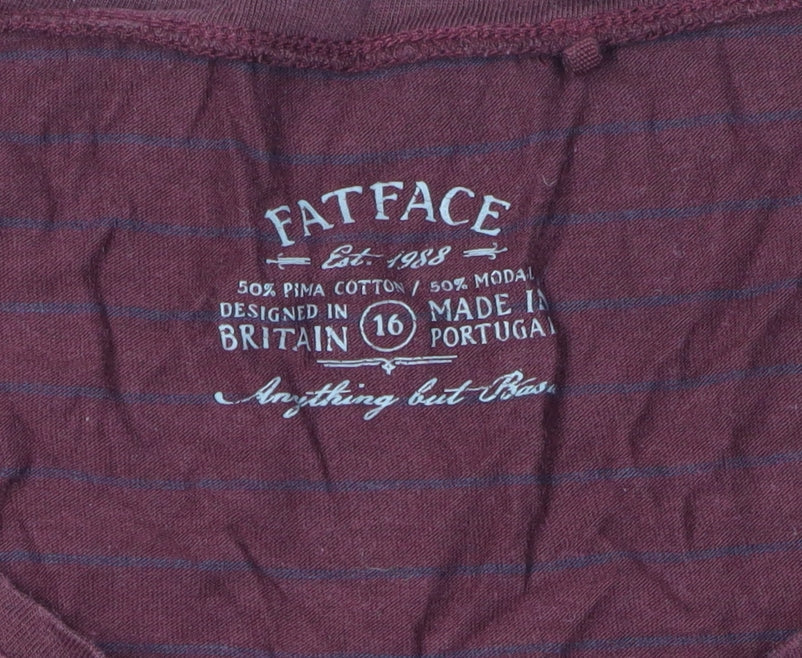 FATFACE
Est. 1988
50% PIMA COTTON / 50% MODAL
DESIGNED IN BRITAIN
16
MADE IN PORTUGAL
Anything but